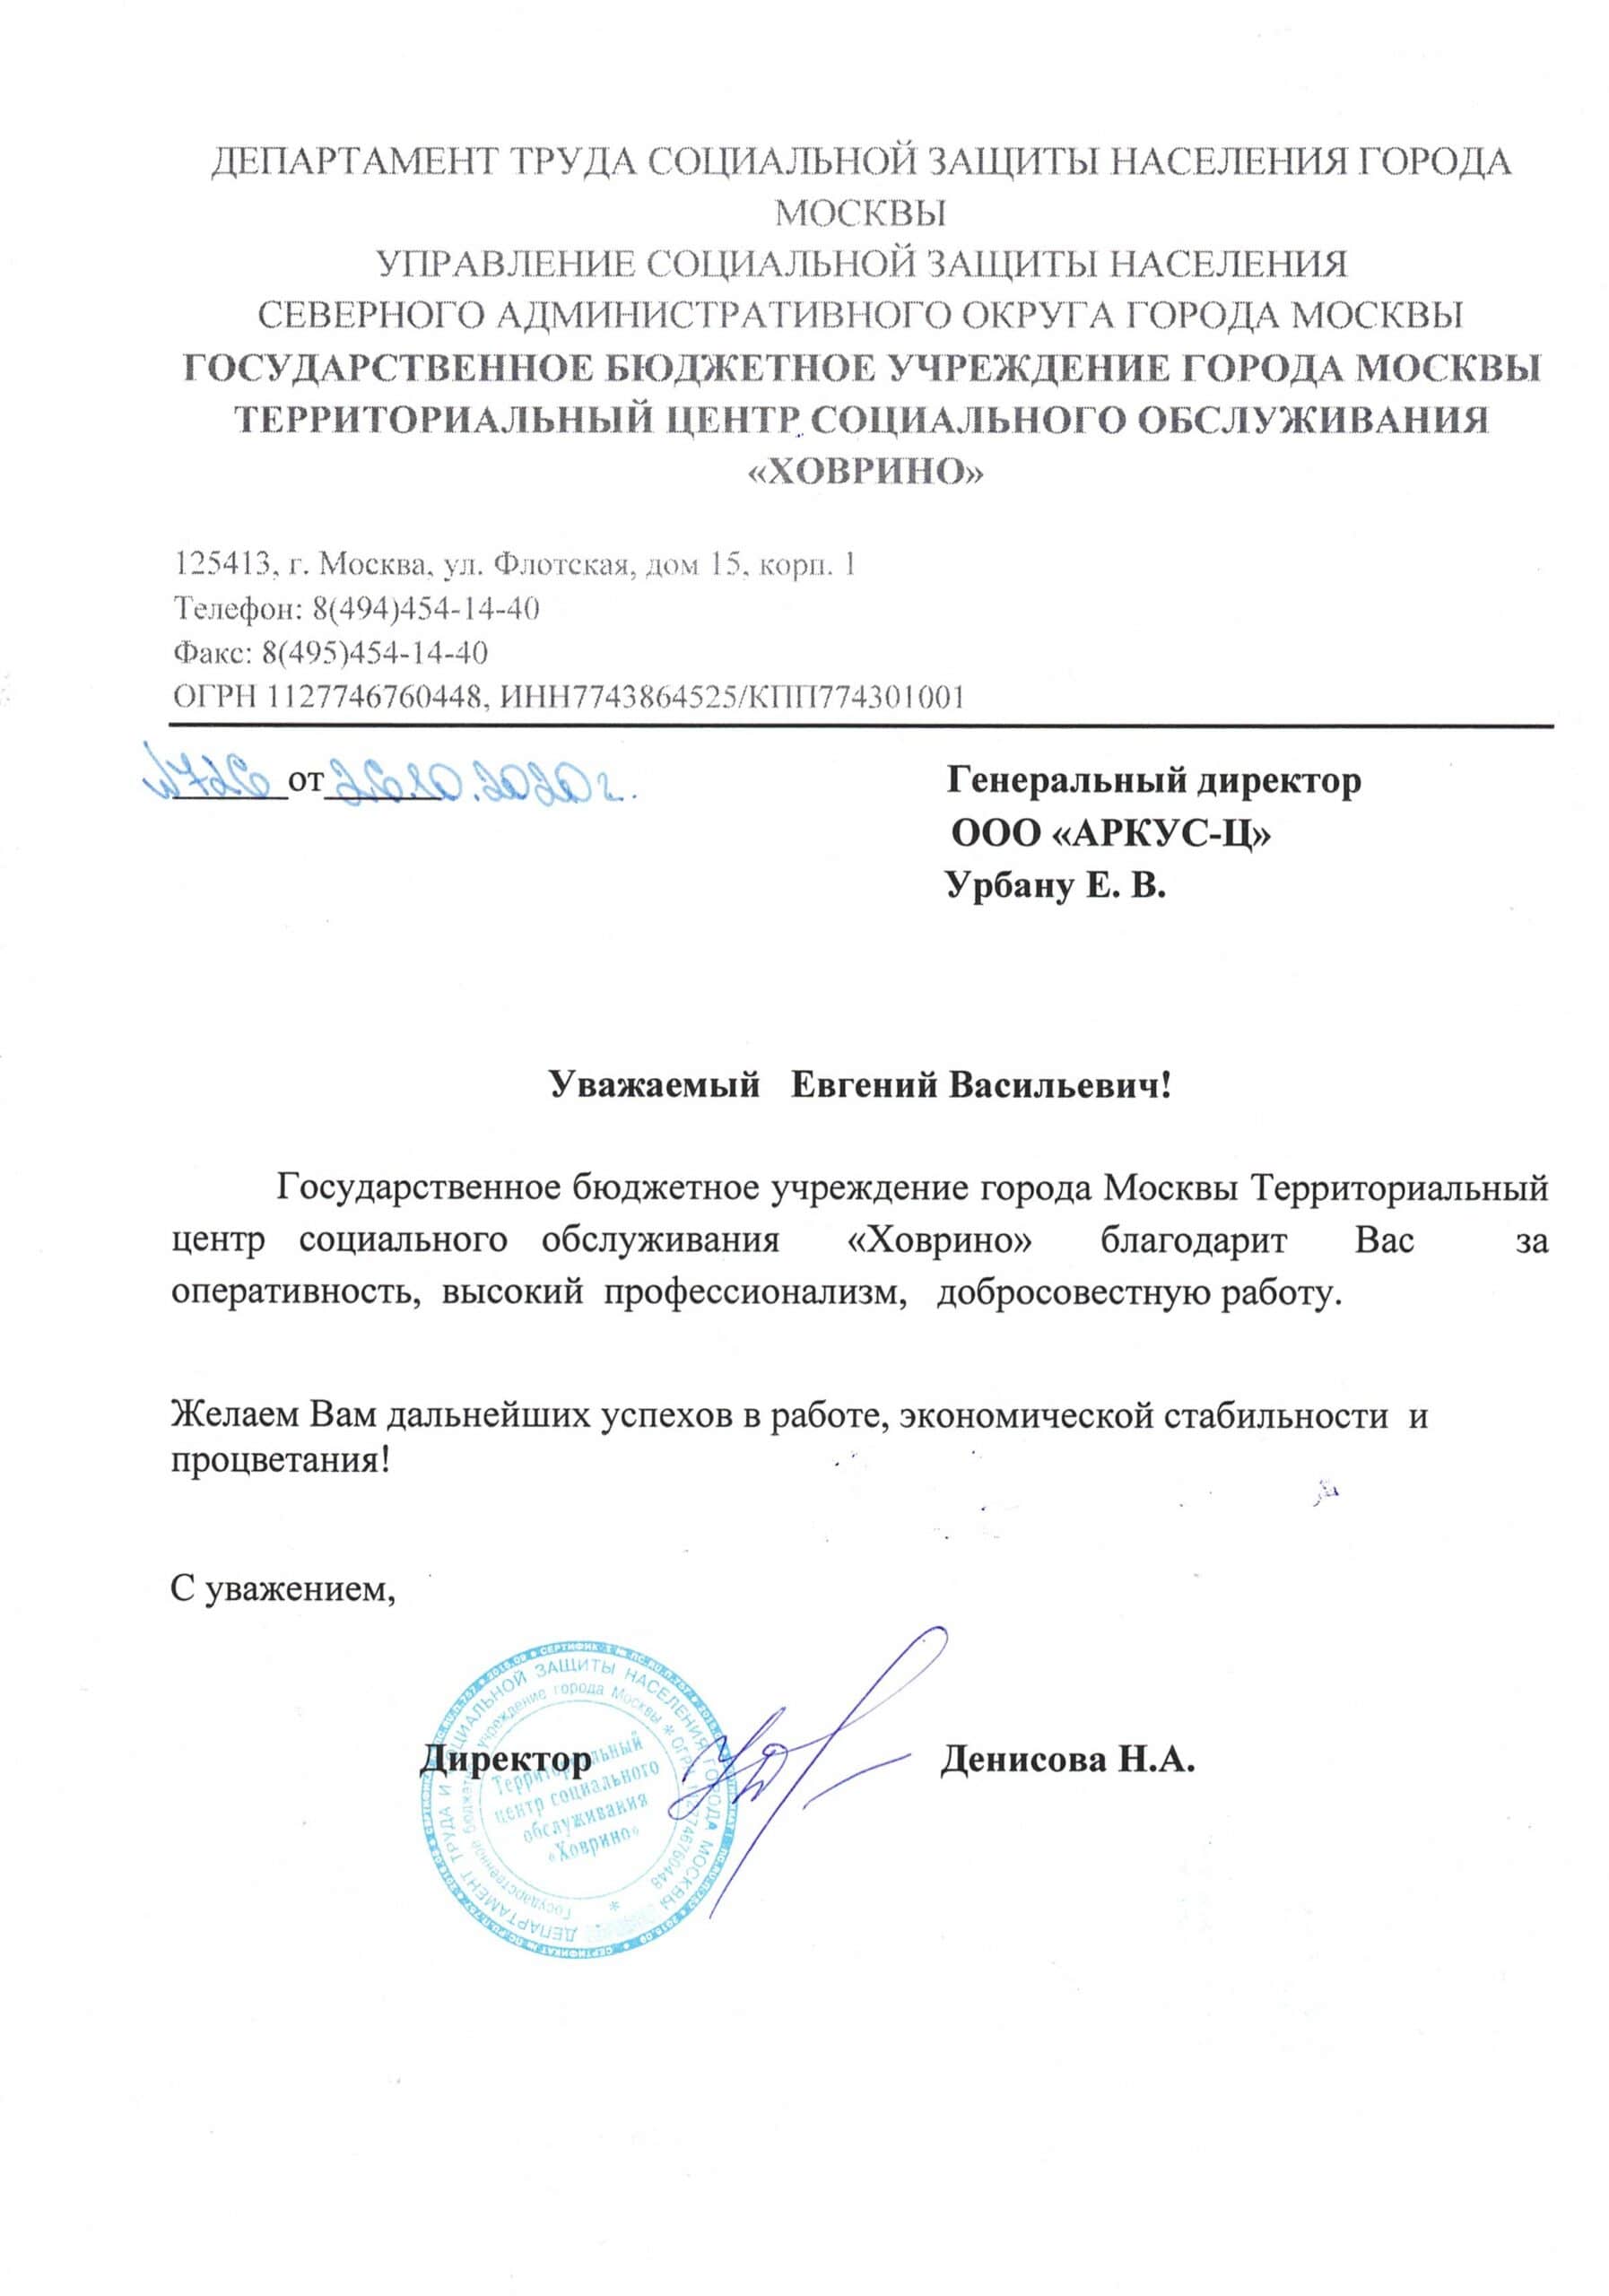 ДЕПАРТАМЕНТ ТРУДА СОЦИАЛЬНОЙ ЗАЩИТЫ НАСЕЛЕНИЯ ГОРОДА
МОСКВЫ
УПРАВЛЕНИЕ СОЦИАЛЬНОЙ ЗАЩИТЫ НАСЕЛЕНИЯ
СЕВЕРНОГО АДМИНИСТРАТИВНОГО ОКРУГА ГОРОДА МОСКВЫ
ГОСУДАРСТВЕННОЕ БЮДЖЕТНОЕ УЧРЕЖДЕНИЕ ГОРОДА МОСКВЫ
ТЕРРИТОРИАЛЬНЫЙ ЦЕНТР СОЦИАЛЬНОГО ОБСЛУЖИВАНИЯ
«ХОВРИНО»
125413, г. Москва, ул. Флотская, дом 15, корп. 1
Телефон: 8(494)454-14-40
Факс: 8(495)454-14-40
ОГРН 1127746760448, ИНН7743864525/КПП774301001
№726 от 26.10.2020 г.
Генеральный директор
ООО «АРКУС-Ц»
Урбану Е. В.
Уважаемый Евгений Васильевич!
Государственное бюджетное учреждение города Москвы Территориальный
центр социального обслуживания «Ховрино» благодарит Вас за
оперативность, высокий профессионализм, добросовестную работу.
Желаем Вам дальнейших успехов в работе, экономической стабильности и
процветания!
С уважением,
Директор Денисова Н.А.
ДЕПАРТАМЕНТ ТРУДА И СОЦИАЛЬНОЙ ЗАЩИТЫ НАСЕЛЕНИЯ ГОРОДА МОСКВЫ
Государственное бюджетное учреждение города Москвы * ОГРН 1127746760448 *
Территориальный
центр социального
обслуживания
«Ховрино»